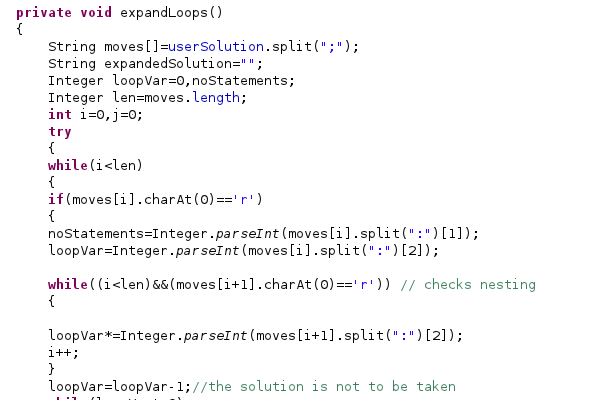 private void expandLoops()
{
String moves[]=userSolution.split(";");
String expandedSolution="";
Integer loopVar=0,noStatements;
Integer len=moves.length;
int i=0,j=0;
try
{
while(i<len)
{
if(moves[i].charAt(0)=='r')
{
noStatements=Integer.parseInt(moves[i].split(":")[1]);
loopVar=Integer.parseInt(moves[i].split(":")[2]);
while((i<len)&&(moves[i+1].charAt(0)=='r')) // checks nesting
{
loopVar*=Integer.parseInt(moves[i+1].split(":")[2]);
i++;
}
loopVar=loopVar-1;//the solution is not to be taken